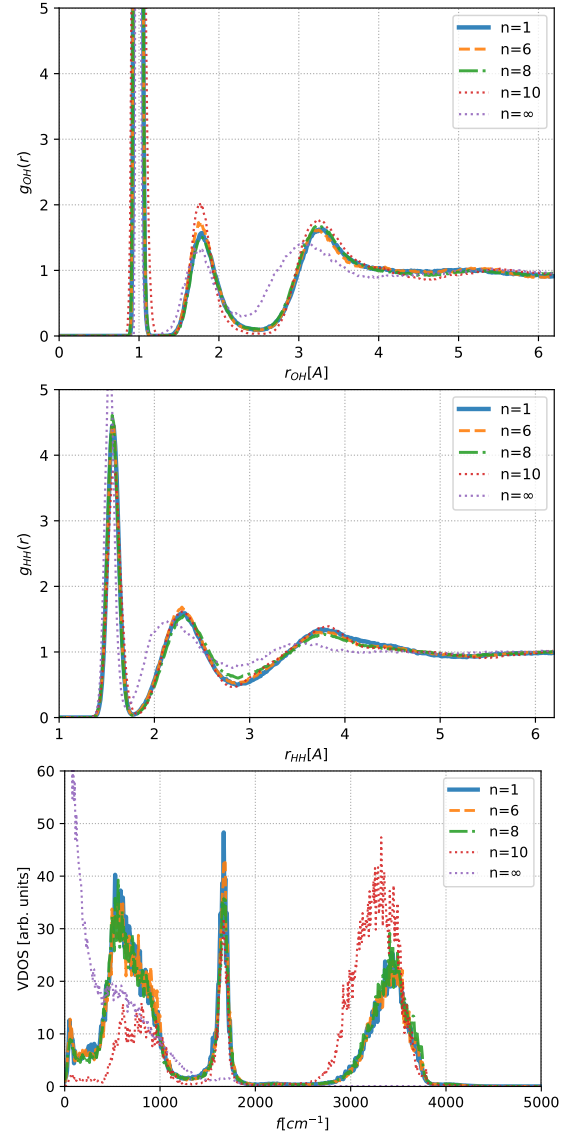 5
4
3
2
1
0
g_OH(r)
n=1
n=6
n=8
n=10
n=∞
0 1 2 3 4 5 6
r_OH[A]
5
4
3
2
1
0
g_HH(r)
n=1
n=6
n=8
n=10
n=∞
1 2 3 4 5 6
r_HH[A]
60
50
40
30
20
10
0
VDOS [arb. units]
n=1
n=6
n=8
n=10
n=∞
0 1000 2000 3000 4000 5000
f[cm⁻¹]